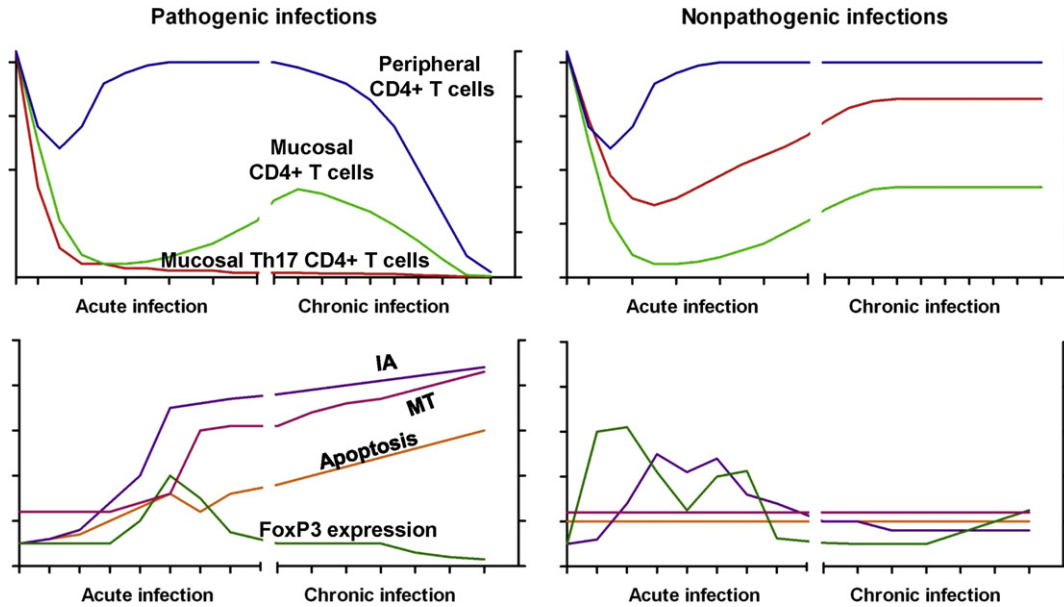 Pathogenic infections
Nonpathogenic infections
Peripheral
CD4+ T cells
Mucosal
CD4+ T cells
Mucosal Th17 CD4+ T cells
Acute infection
Chronic infection
Acute infection
Chronic infection
IA
MT
Apoptosis
FoxP3 expression
Acute infection
Chronic infection
Acute infection
Chronic infection